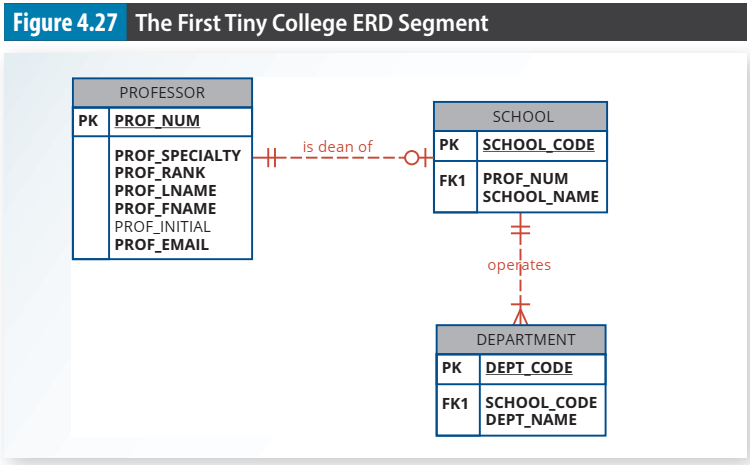 Figure 4.27 The First Tiny College ERD Segment
PROFESSOR
PK PROF_NUM
PROF_SPECIALTY
PROF_RANK
PROF_LNAME
PROF_FNAME
PROF_INITIAL
PROF_EMAIL
is dean of
SCHOOL
PK SCHOOL_CODE
FK1 PROF_NUM
SCHOOL_NAME
operates
DEPARTMENT
PK DEPT_CODE
FK1 SCHOOL_CODE
DEPT_NAME